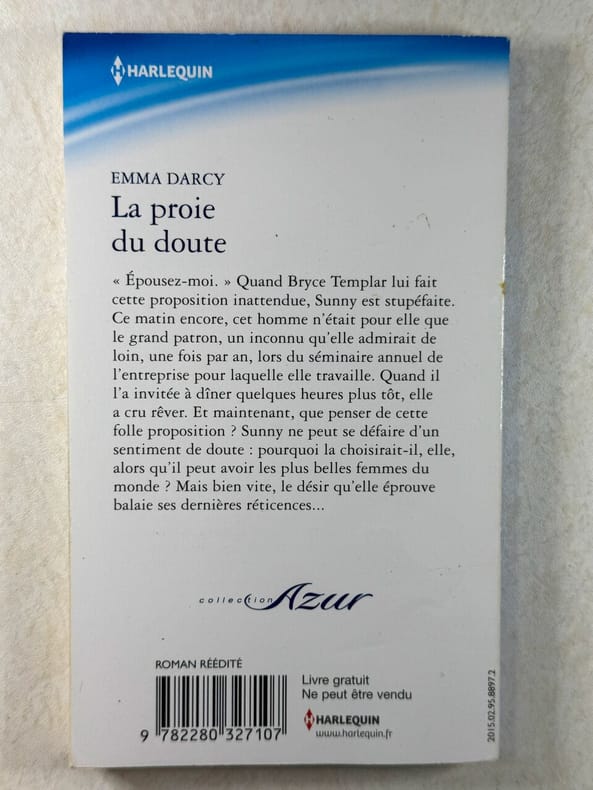 HARLEQUIN
EMMA DARCY
La proie
du doute
« Épousez-moi. » Quand Bryce Templar lui fait
cette proposition inattendue, Sunny est stupéfaite.
Ce matin encore, cet homme n'était pour elle que
le grand patron, un inconnu qu'elle admirait de
loin, une fois par an, lors du séminaire annuel de
l'entreprise pour laquelle elle travaille. Quand il
l'a invitée à dîner quelques heures plus tôt, elle
a cru rêver. Et maintenant, que penser de cette
folle proposition ? Sunny ne peut se défaire d'un
sentiment de doute : pourquoi la choisirait-il, elle,
alors qu'il peut avoir les plus belles femmes du
monde ? Mais bien vite, le désir qu'elle éprouve
balaie ses dernières réticences...
collection Azur
ROMAN RÉÉDITÉ
9 782280 327107
Livre gratuit
Ne peut être vendu
HARLEQUIN
www.harlequin.fr
2015.02.95.8897.2